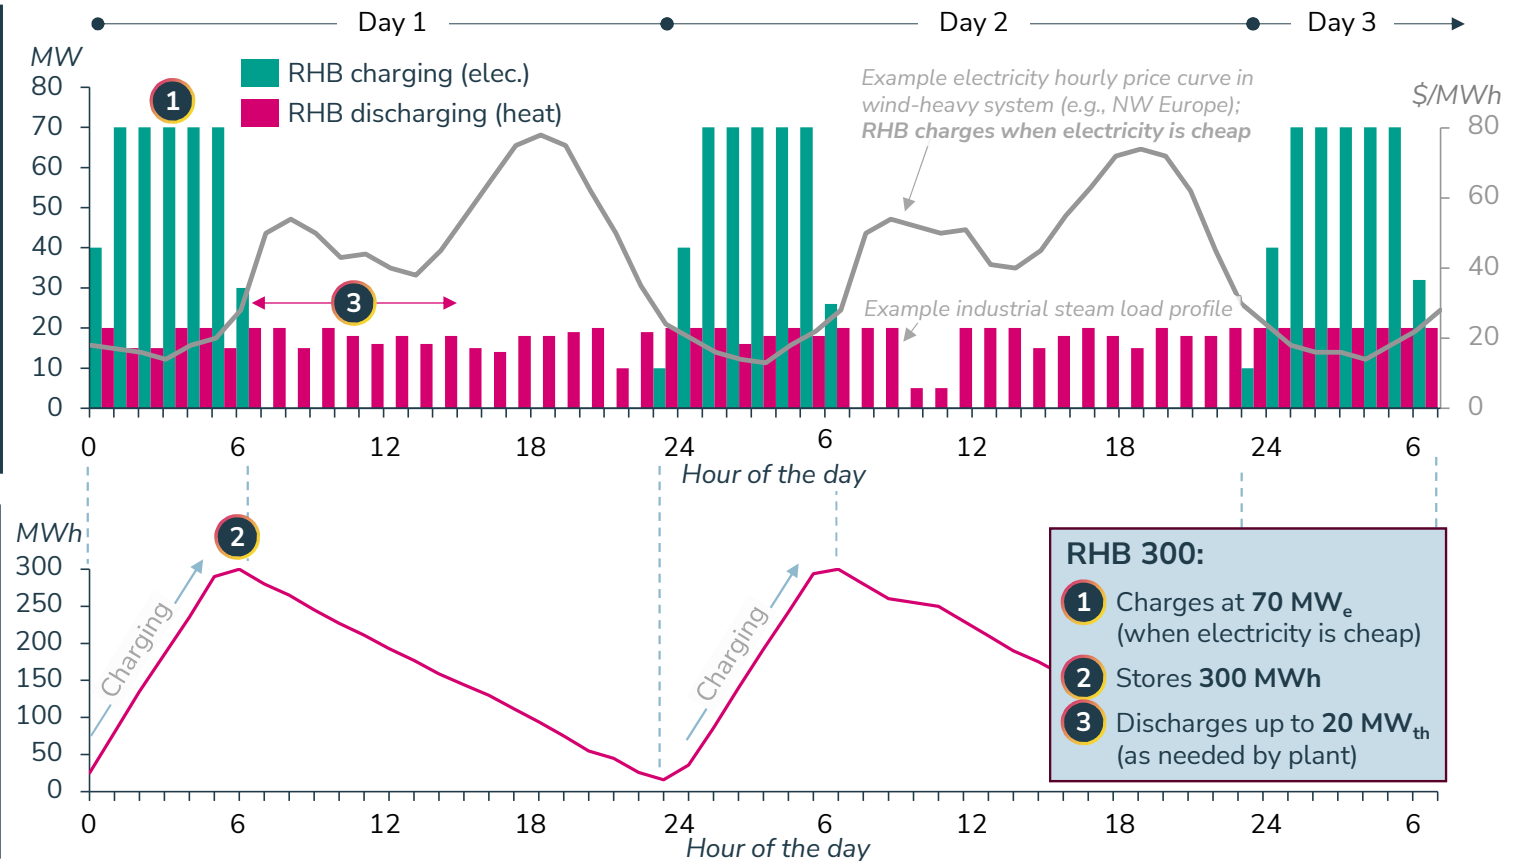 Day 1
Day 2
Day 3
MW
80
70
60
50
40
30
20
10
0
1
RHB charging (elec.)
RHB discharging (heat)
3
Example electricity hourly price curve in
wind-heavy system (e.g., NW Europe);
RHB charges when electricity is cheap
Example industrial steam load profile
$/MWh
80
60
40
20
0
0 6 12 18 24 6 12 18 24 6
Hour of the day
MWh
300
250
200
150
100
50
0
2
Charging
Charging
RHB 300:
1 Charges at 70 MWe
(when electricity is cheap)
2 Stores 300 MWh
3 Discharges up to 20 MWth
(as needed by plant)
0 6 12 18 24 6 12 18 24 6
Hour of the day